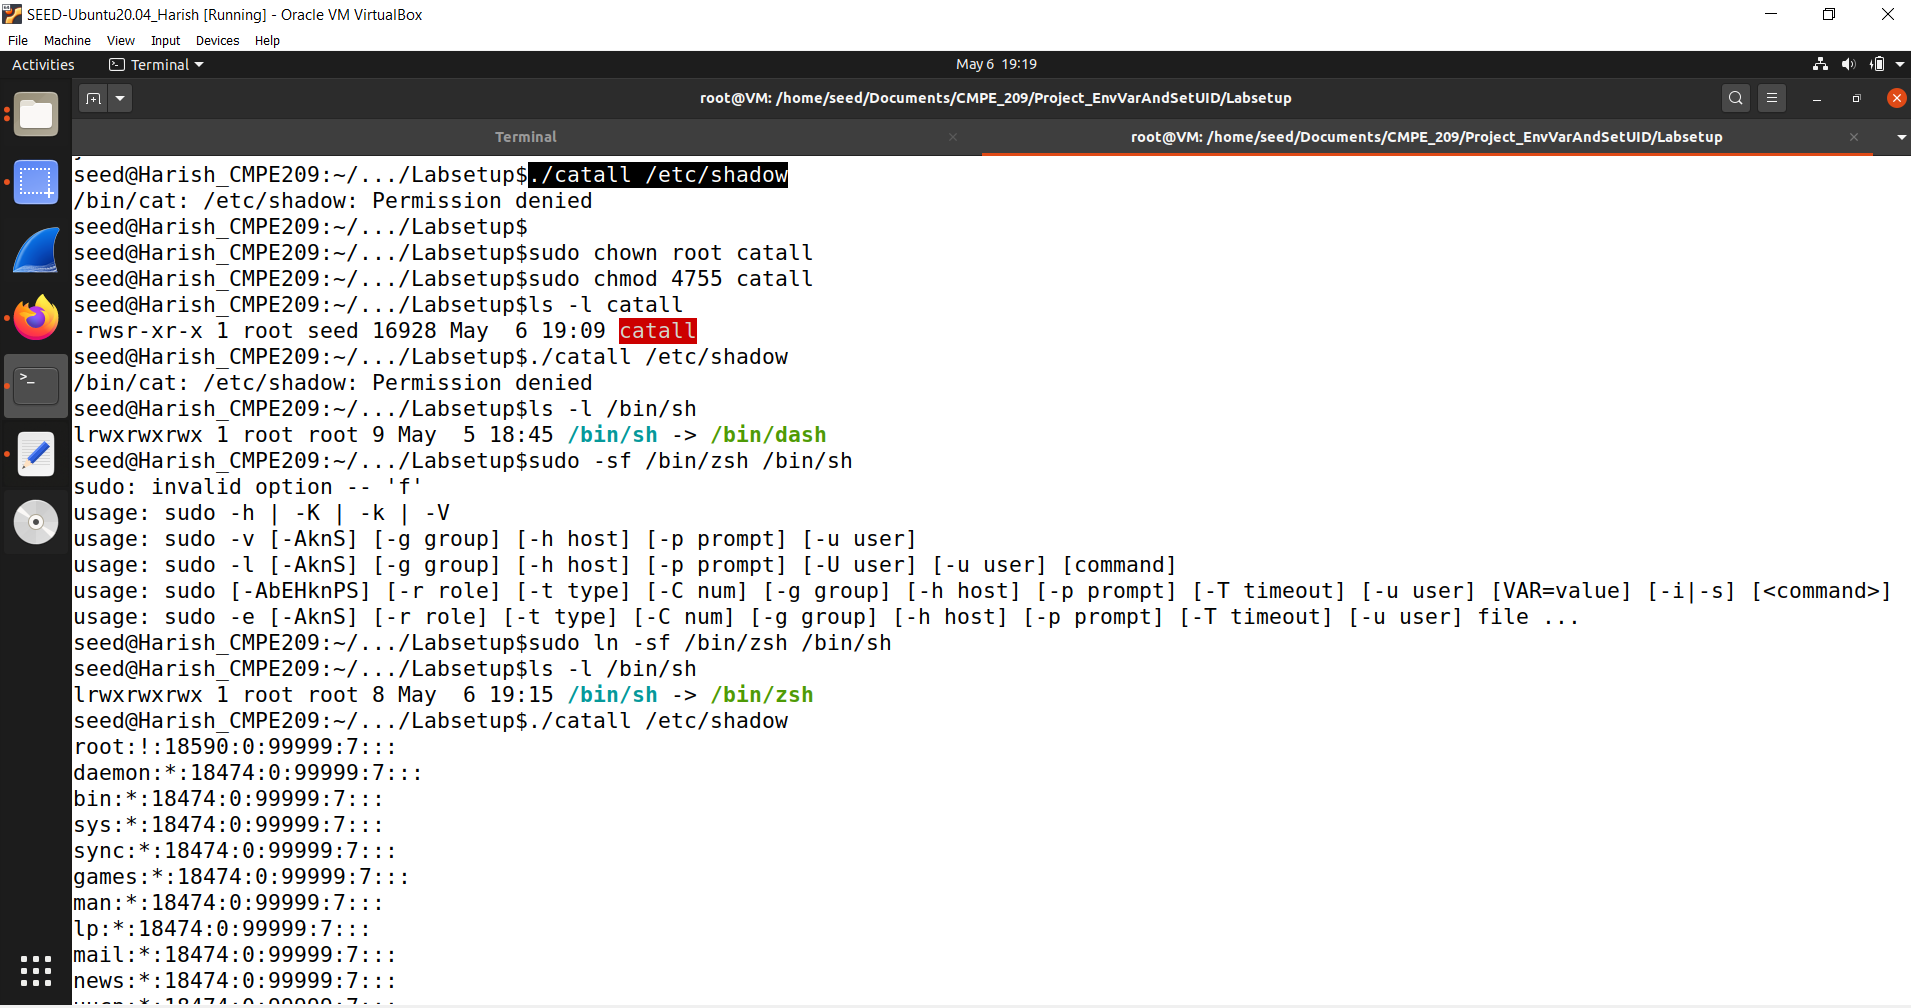 SEED-Ubuntu20.04_Harish [Running] - Oracle VM VirtualBox
File Machine View Input Devices Help
Activities Terminal May 6 19:19
root@VM: /home/seed/Documents/CMPE_209/Project_EnvVarAndSetUID/Labsetup
Terminal root@VM: /home/seed/Documents/CMPE_209/Project_EnvVarAndSetUID/Labsetup
seed@Harish_CMPE209:~/.../Labsetup$./catall /etc/shadow
/bin/cat: /etc/shadow: Permission denied
seed@Harish_CMPE209:~/.../Labsetup$
seed@Harish_CMPE209:~/.../Labsetup$sudo chown root catall
seed@Harish_CMPE209:~/.../Labsetup$sudo chmod 4755 catall
seed@Harish_CMPE209:~/.../Labsetup$ls -l catall
-rwsr-xr-x 1 root seed 16928 May  6 19:09 catall
seed@Harish_CMPE209:~/.../Labsetup$./catall /etc/shadow
/bin/cat: /etc/shadow: Permission denied
seed@Harish_CMPE209:~/.../Labsetup$ls -l /bin/sh
lrwxrwxrwx 1 root root 9 May  5 18:45 /bin/sh -> /bin/dash
seed@Harish_CMPE209:~/.../Labsetup$sudo -sf /bin/zsh /bin/sh
sudo: invalid option -- 'f'
usage: sudo -h | -K | -k | -V
usage: sudo -v [-AknS] [-g group] [-h host] [-p prompt] [-u user]
usage: sudo -l [-AknS] [-g group] [-h host] [-p prompt] [-U user] [-u user] [command]
usage: sudo [-AbEHknPS] [-r role] [-t type] [-C num] [-g group] [-h host] [-p prompt] [-T timeout] [-u user] [VAR=value] [-i|-s] [<command>]
usage: sudo -e [-AknS] [-r role] [-t type] [-C num] [-g group] [-h host] [-p prompt] [-T timeout] [-u user] file ...
seed@Harish_CMPE209:~/.../Labsetup$sudo ln -sf /bin/zsh /bin/sh
seed@Harish_CMPE209:~/.../Labsetup$ls -l /bin/sh
lrwxrwxrwx 1 root root 8 May  6 19:15 /bin/sh -> /bin/zsh
seed@Harish_CMPE209:~/.../Labsetup$./catall /etc/shadow
root:!:18590:0:99999:7:::
daemon:*:18474:0:99999:7:::
bin:*:18474:0:99999:7:::
sys:*:18474:0:99999:7:::
sync:*:18474:0:99999:7:::
games:*:18474:0:99999:7:::
man:*:18474:0:99999:7:::
lp:*:18474:0:99999:7:::
mail:*:18474:0:99999:7:::
news:*:18474:0:99999:7:::